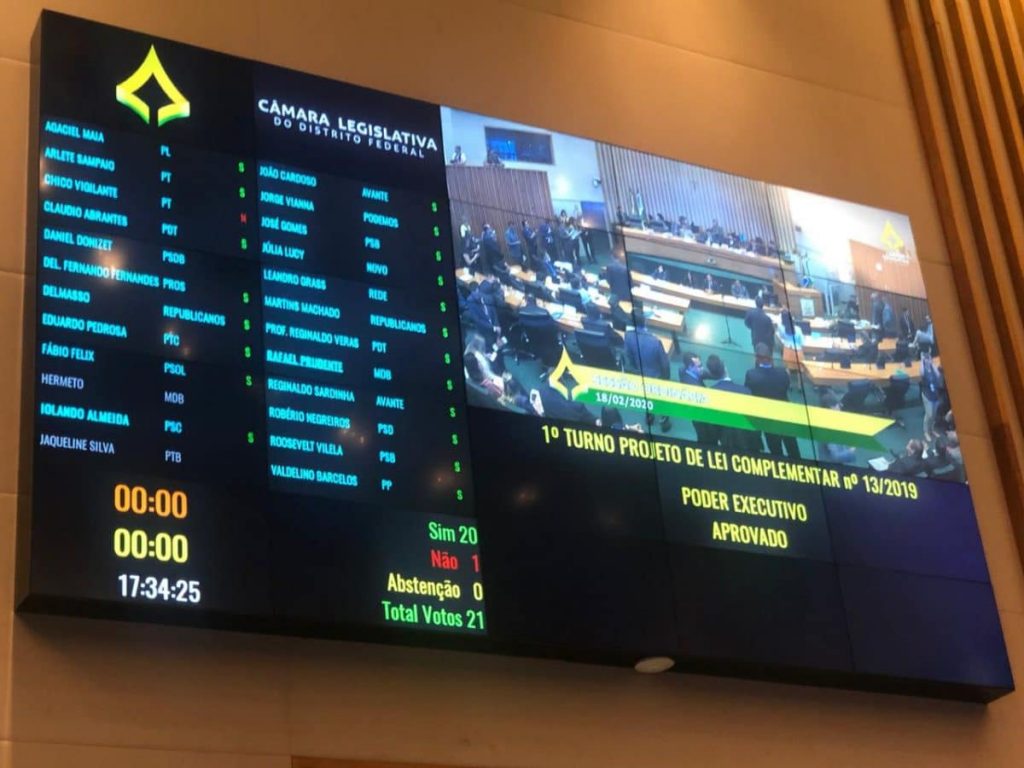 CÂMARA LEGISLATIVA
DO DISTRITO FEDERAL
AGACIEL MAIA PL S
ARLETE SAMPAIO PT S
CHICO VIGILANTE PT N
CLAUDIO ABRANTES PDT S
DANIEL DONIZET PSDB
DEL. FERNANDO FERNANDES PROS S
DELMASSO REPUBLICANOS S
EDUARDO PEDROSA PTC S
FÁBIO FELIX PSOL S
HERMETO MDB
IOLANDO ALMEIDA PSC S
JAQUELINE SILVA PTB
JOÃO CARDOSO AVANTE S
JORGE VIANNA PODEMOS S
JOSÉ GOMES PSB S
JÚLIA LUCY NOVO S
LEANDRO GRASS REDE S
MARTINS MACHADO REPUBLICANOS S
PROF. REGINALDO VERAS PDT S
RAFAEL PRUDENTE MDB S
REGINALDO SARDINHA AVANTE S
ROBÉRIO NEGREIROS PSD S
ROOSEVELT VILELA PSB S
VALDELINO BARCELOS PP S
00:00
00:00
17:34:25
Sim 20
Não 1
Abstenção 0
Total Votos 21
18/02/2020
1º TURNO PROJETO DE LEI COMPLEMENTAR nº 13/2019
PODER EXECUTIVO
APROVADO